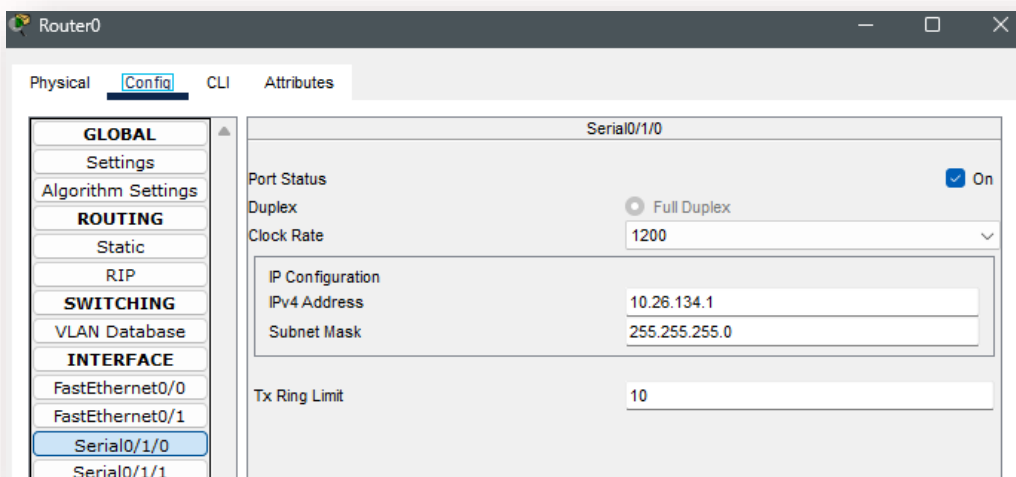 Router0
Physical Config CLI Attributes
GLOBAL
Settings
Algorithm Settings
ROUTING
Static
RIP
SWITCHING
VLAN Database
INTERFACE
FastEthernet0/0
FastEthernet0/1
Serial0/1/0
Serial0/1/1
Serial0/1/0
Port Status On
Duplex Full Duplex
Clock Rate 1200
IP Configuration
IPv4 Address 10.26.134.1
Subnet Mask 255.255.255.0
Tx Ring Limit 10